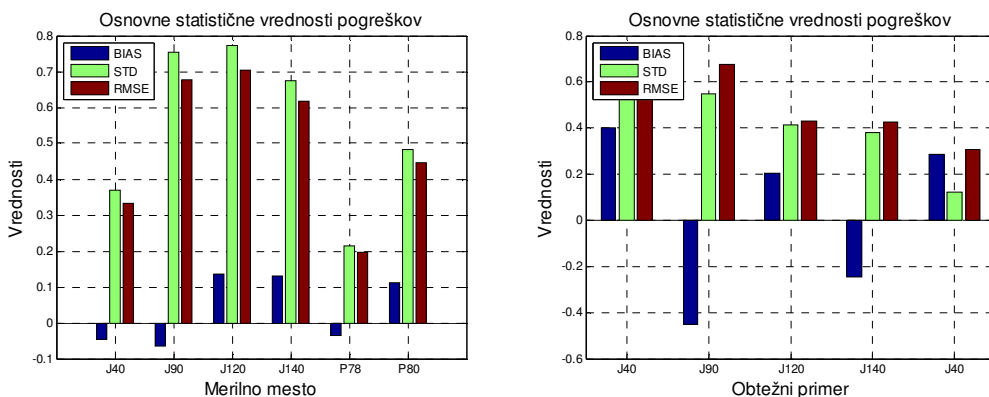 Osnovne statistične vrednosti pogreškov
Vrednosti
0.8
0.7
0.6
0.5
0.4
0.3
0.2
0.1
0
-0.1
BIAS
STD
RMSE
J40 J90 J120 J140 P78 P80
Merilno mesto
Osnovne statistične vrednosti pogreškov
Vrednosti
0.8
0.6
0.4
0.2
0
-0.2
-0.4
-0.6
BIAS
STD
RMSE
J40 J90 J120 J140 J40
Obtežni primer